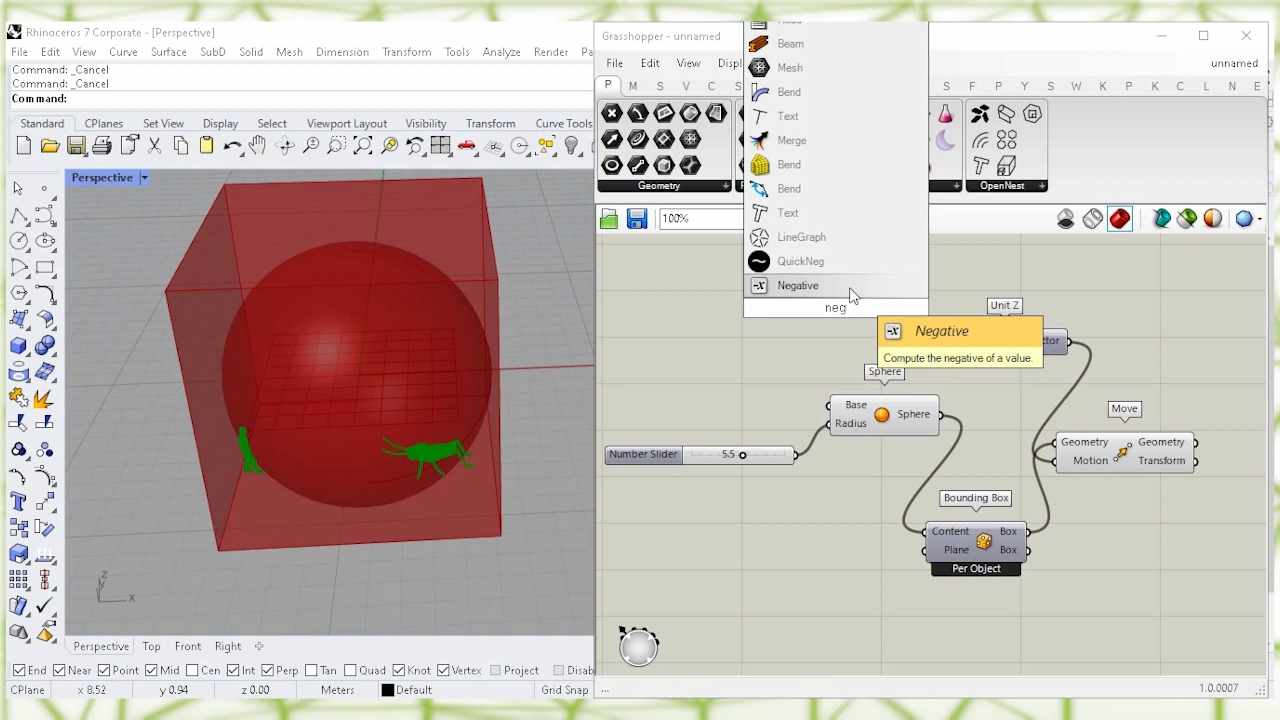 Rhinoceros 7 Corporate - [Perspective]
File Edit View Curve Surface SubD Solid Mesh Dimension Transform Tools Analyze Render
Command: _Cancel
Command: _Cancel
Command:
Standard CPlanes Set View Display Select Viewport Layout Visibility Transform Curve Tools
Perspective
z
x
Perspective Top Front Right
End Near Point Mid Cen Int Perp Tan Quad Knot Vertex Project Disab
CPlane x 8.52 y 0.94 z 0.00 Meters Default Grid Snap
Grasshopper - unnamed
File Edit View Displ unnamed
P M S V C S F P Y S W K P C L N E
Geometry
OpenNest
100%
Beam
Mesh
Bend
Text
Merge
Bend
Bend
Text
LineGraph
QuickNeg
-x Negative
neg
-x Negative
Compute the negative of a value.
Unit Z
tor
Sphere
Base
Radius
Sphere
Number Slider 5.5
Move
Geometry
Motion
Geometry
Transform
Bounding Box
Content
Plane
Box
Box
Per Object
... 1.0.0007